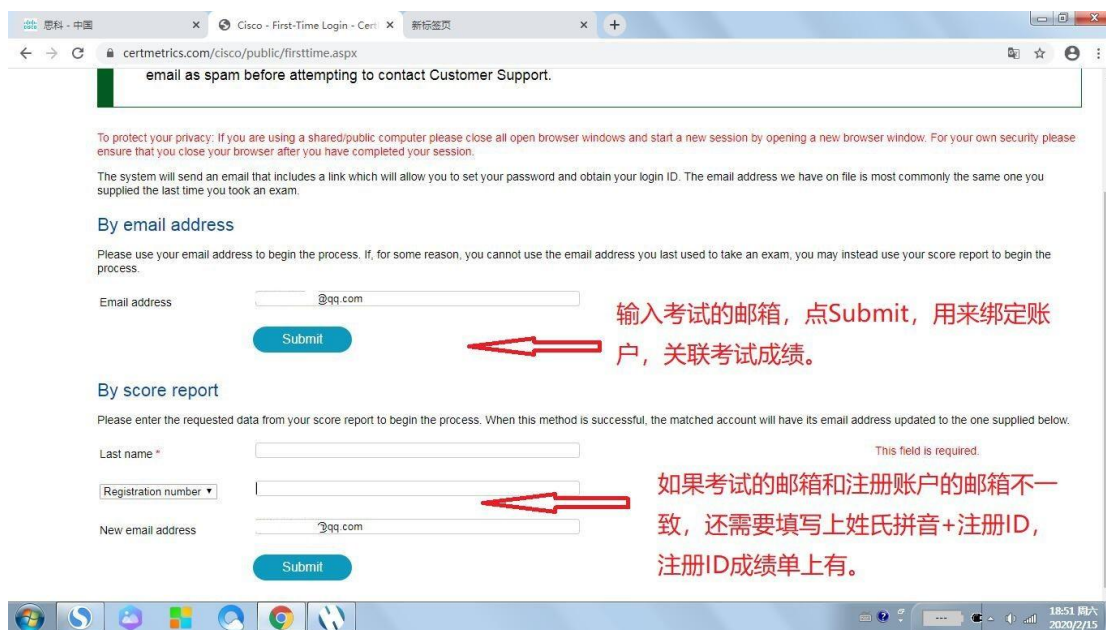 思科 - 中国
Cisco - First-Time Login - Cert
新标签页
certmetrics.com/cisco/public/firsttime.aspx
email as spam before attempting to contact Customer Support.
To protect your privacy: If you are using a shared/public computer please close all open browser windows and start a new session by opening a new browser window. For your own security please
ensure that you close your browser after you have completed your session.
The system will send an email that includes a link which will allow you to set your password and obtain your login ID. The email address we have on file is most commonly the same one you
supplied the last time you took an exam.
By email address
Please use your email address to begin the process. If, for some reason, you cannot use the email address you last used to take an exam, you may instead use your score report to begin the
process.
Email address
@qq.com
Submit
输入考试的邮箱，点Submit，用来绑定账
户，关联考试成绩。
By score report
Please enter the requested data from your score report to begin the process. When this method is successful, the matched account will have its email address updated to the one supplied below.
Last name *
This field is required.
Registration number
如果考试的邮箱和注册账户的邮箱不一
致，还需要填写上姓氏拼音+注册ID，
注册ID成绩单上有。
New email address
@qq.com
Submit
18:51 周六
2020/2/15